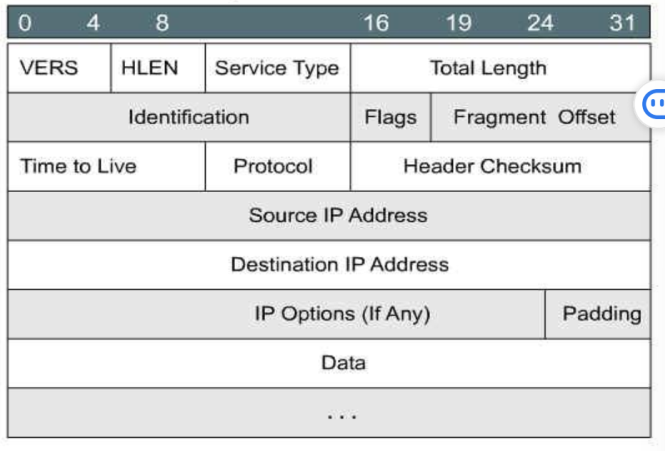 0 4 8 16 19 24 31
VERS HLEN Service Type Total Length
Identification Flags Fragment Offset
Time to Live Protocol Header Checksum
Source IP Address
Destination IP Address
IP Options (If Any) Padding
Data
...